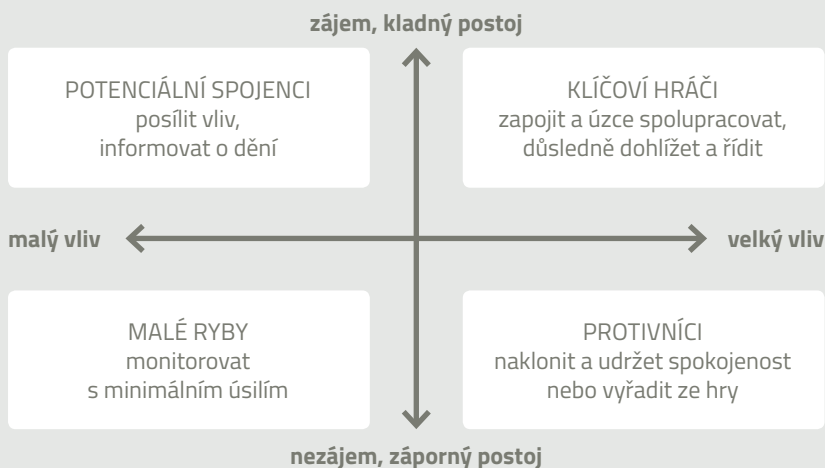 zájem, kladný postoj
POTENCIÁLNÍ SPOJENCI
posílit vliv,
informovat o dění
KLÍČOVÍ HRÁČI
zapojit a úzce spolupracovat,
důsledně dohlížet a řídit
malý vliv
velký vliv
MALÉ RYBY
monitorovat
s minimálním úsilím
PROTIVNÍCI
naklonit a udržet spokojenost
nebo vyřadit ze hry
nezájem, záporný postoj